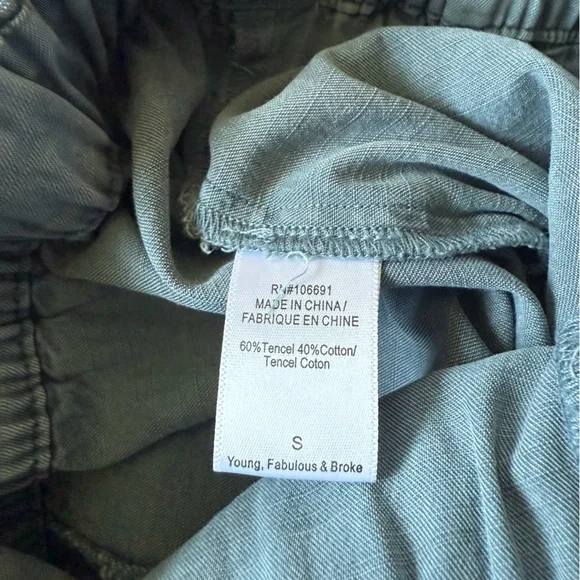 RN#106691
MADE IN CHINA/
FABRIQUE EN CHINE
60%Tencel 40%Cotton/
Tencel Coton
S
Young, Fabulous & Broke